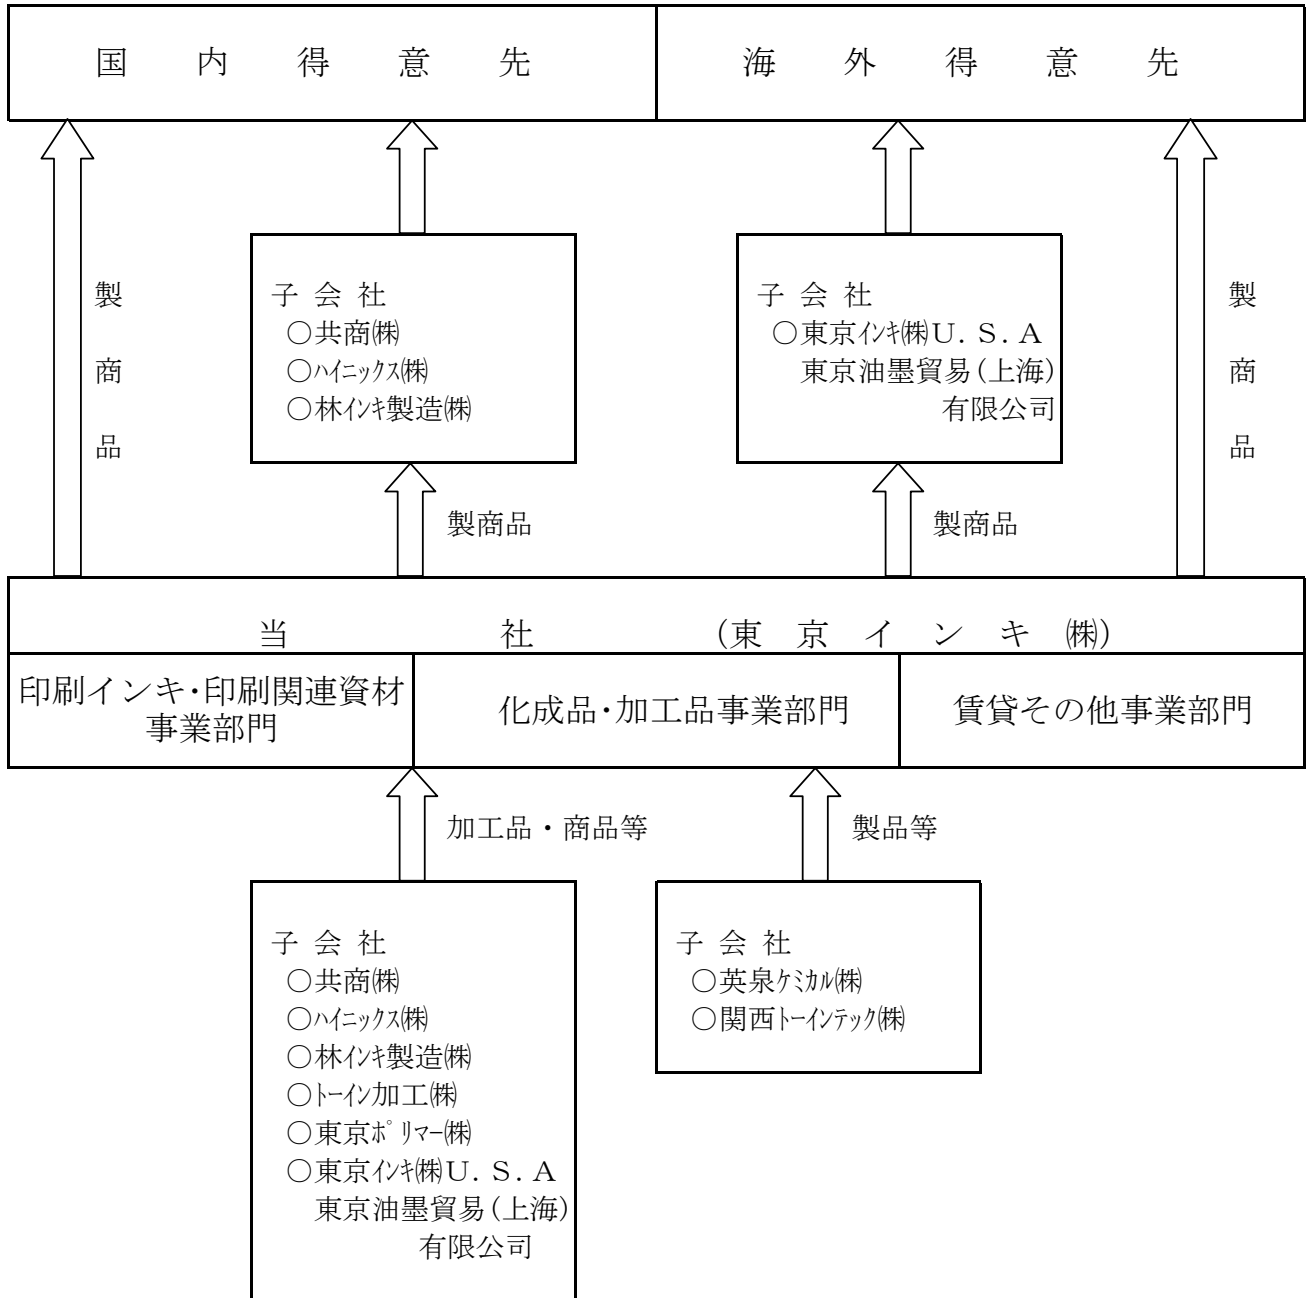 国内得意先
海外得意先
製商品
子会社
○共商㈱
○ﾊｲﾆｯｸｽ㈱
○林ｲﾝｷ製造㈱
製商品
子会社
○東京ｲﾝｷ㈱U.S.A
東京油墨貿易(上海)
有限公司
製商品
製商品
当社(東京インキ㈱)
印刷インキ・印刷関連資材
事業部門
化成品・加工品事業部門
賃貸その他事業部門
加工品・商品等
製品等
子会社
○共商㈱
○ﾊｲﾆｯｸｽ㈱
○林ｲﾝｷ製造㈱
○ﾄｰｲﾝ加工㈱
○東京ﾎﾟﾘﾏｰ㈱
○東京ｲﾝｷ㈱U.S.A
東京油墨貿易(上海)
有限公司
子会社
○英泉ｹﾐｶﾙ㈱
○関西ﾄｰｲﾝﾃｯｸ㈱